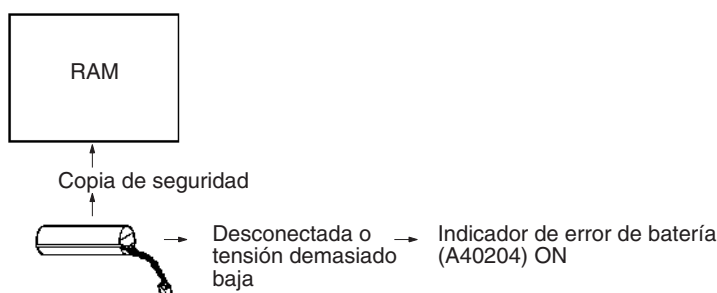 RAM
Copia de seguridad
Desconectada o
tensión demasiado
baja
Indicador de error de batería
(A40204) ON